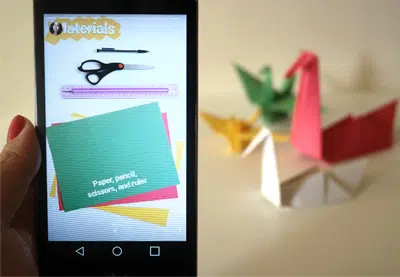 Materials
Paper, pencil,
scissors, and ruler